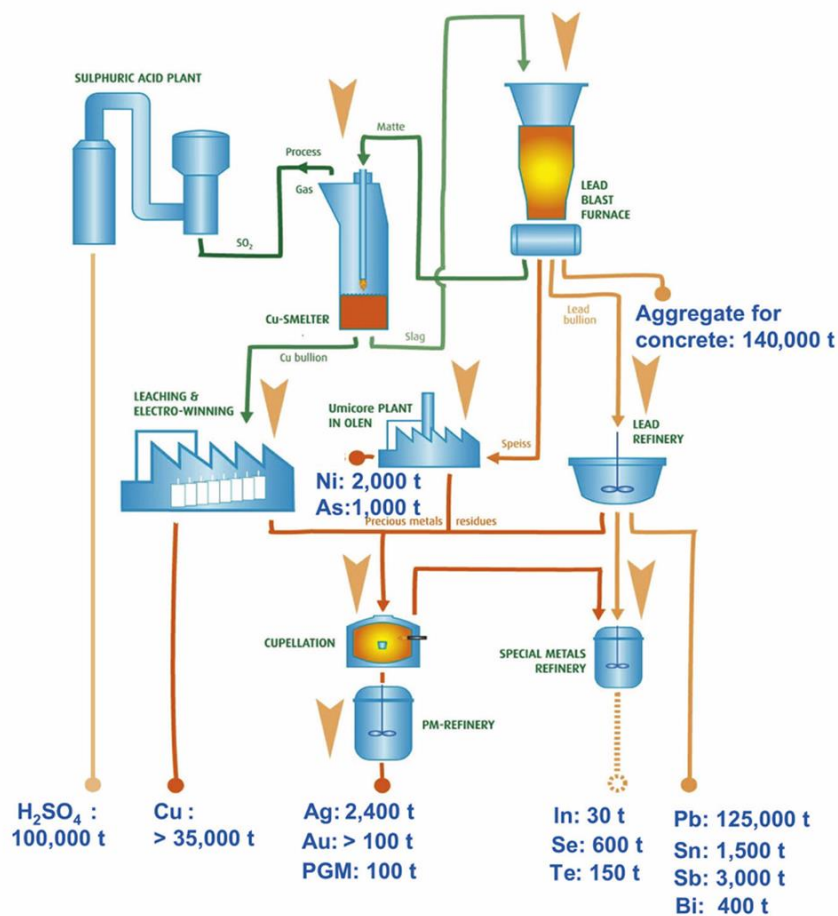 SULPHURIC ACID PLANT
Matte
Process
Gas
SO₂
LEAD
BLAST
FURNACE
Cu-SMELTER
Slag
Cu bullion
Lead
bullion
Aggregate for
concrete: 140,000 t
LEACHING &
ELECTRO-WINNING
Umicore PLANT
IN OLEN
Speiss
LEAD
REFINERY
Ni: 2,000 t
As:1,000 t
Precious metals residues
CUPELLATION
SPECIAL METALS
REFINERY
PM-REFINERY
H₂SO₄ :
100,000 t
Cu :
> 35,000 t
Ag: 2,400 t
Au: > 100 t
PGM: 100 t
In: 30 t
Se: 600 t
Te: 150 t
Pb: 125,000 t
Sn: 1,500 t
Sb: 3,000 t
Bi: 400 t